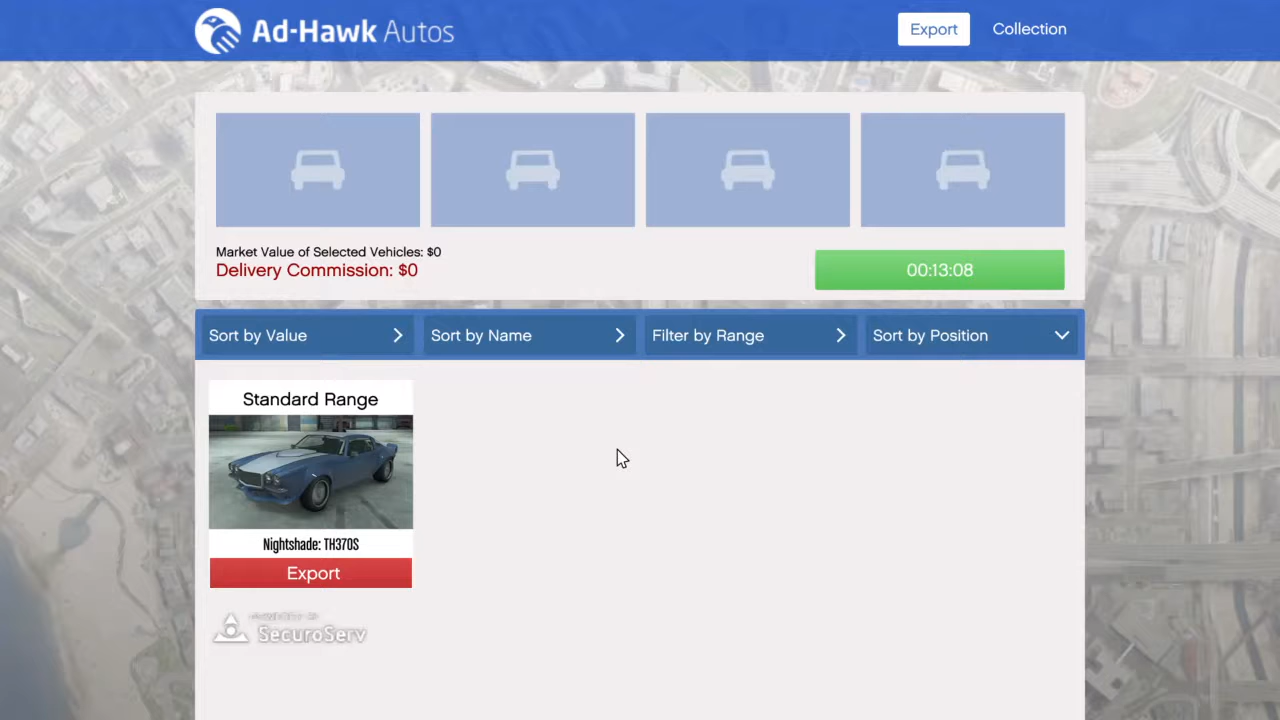 Ad-Hawk Autos
Export
Collection
Market Value of Selected Vehicles: $0
Delivery Commission: $0
00:13:08
Sort by Value
Sort by Name
Filter by Range
Sort by Position
Standard Range
Nightshade: TH370S
Export
SecuroServ